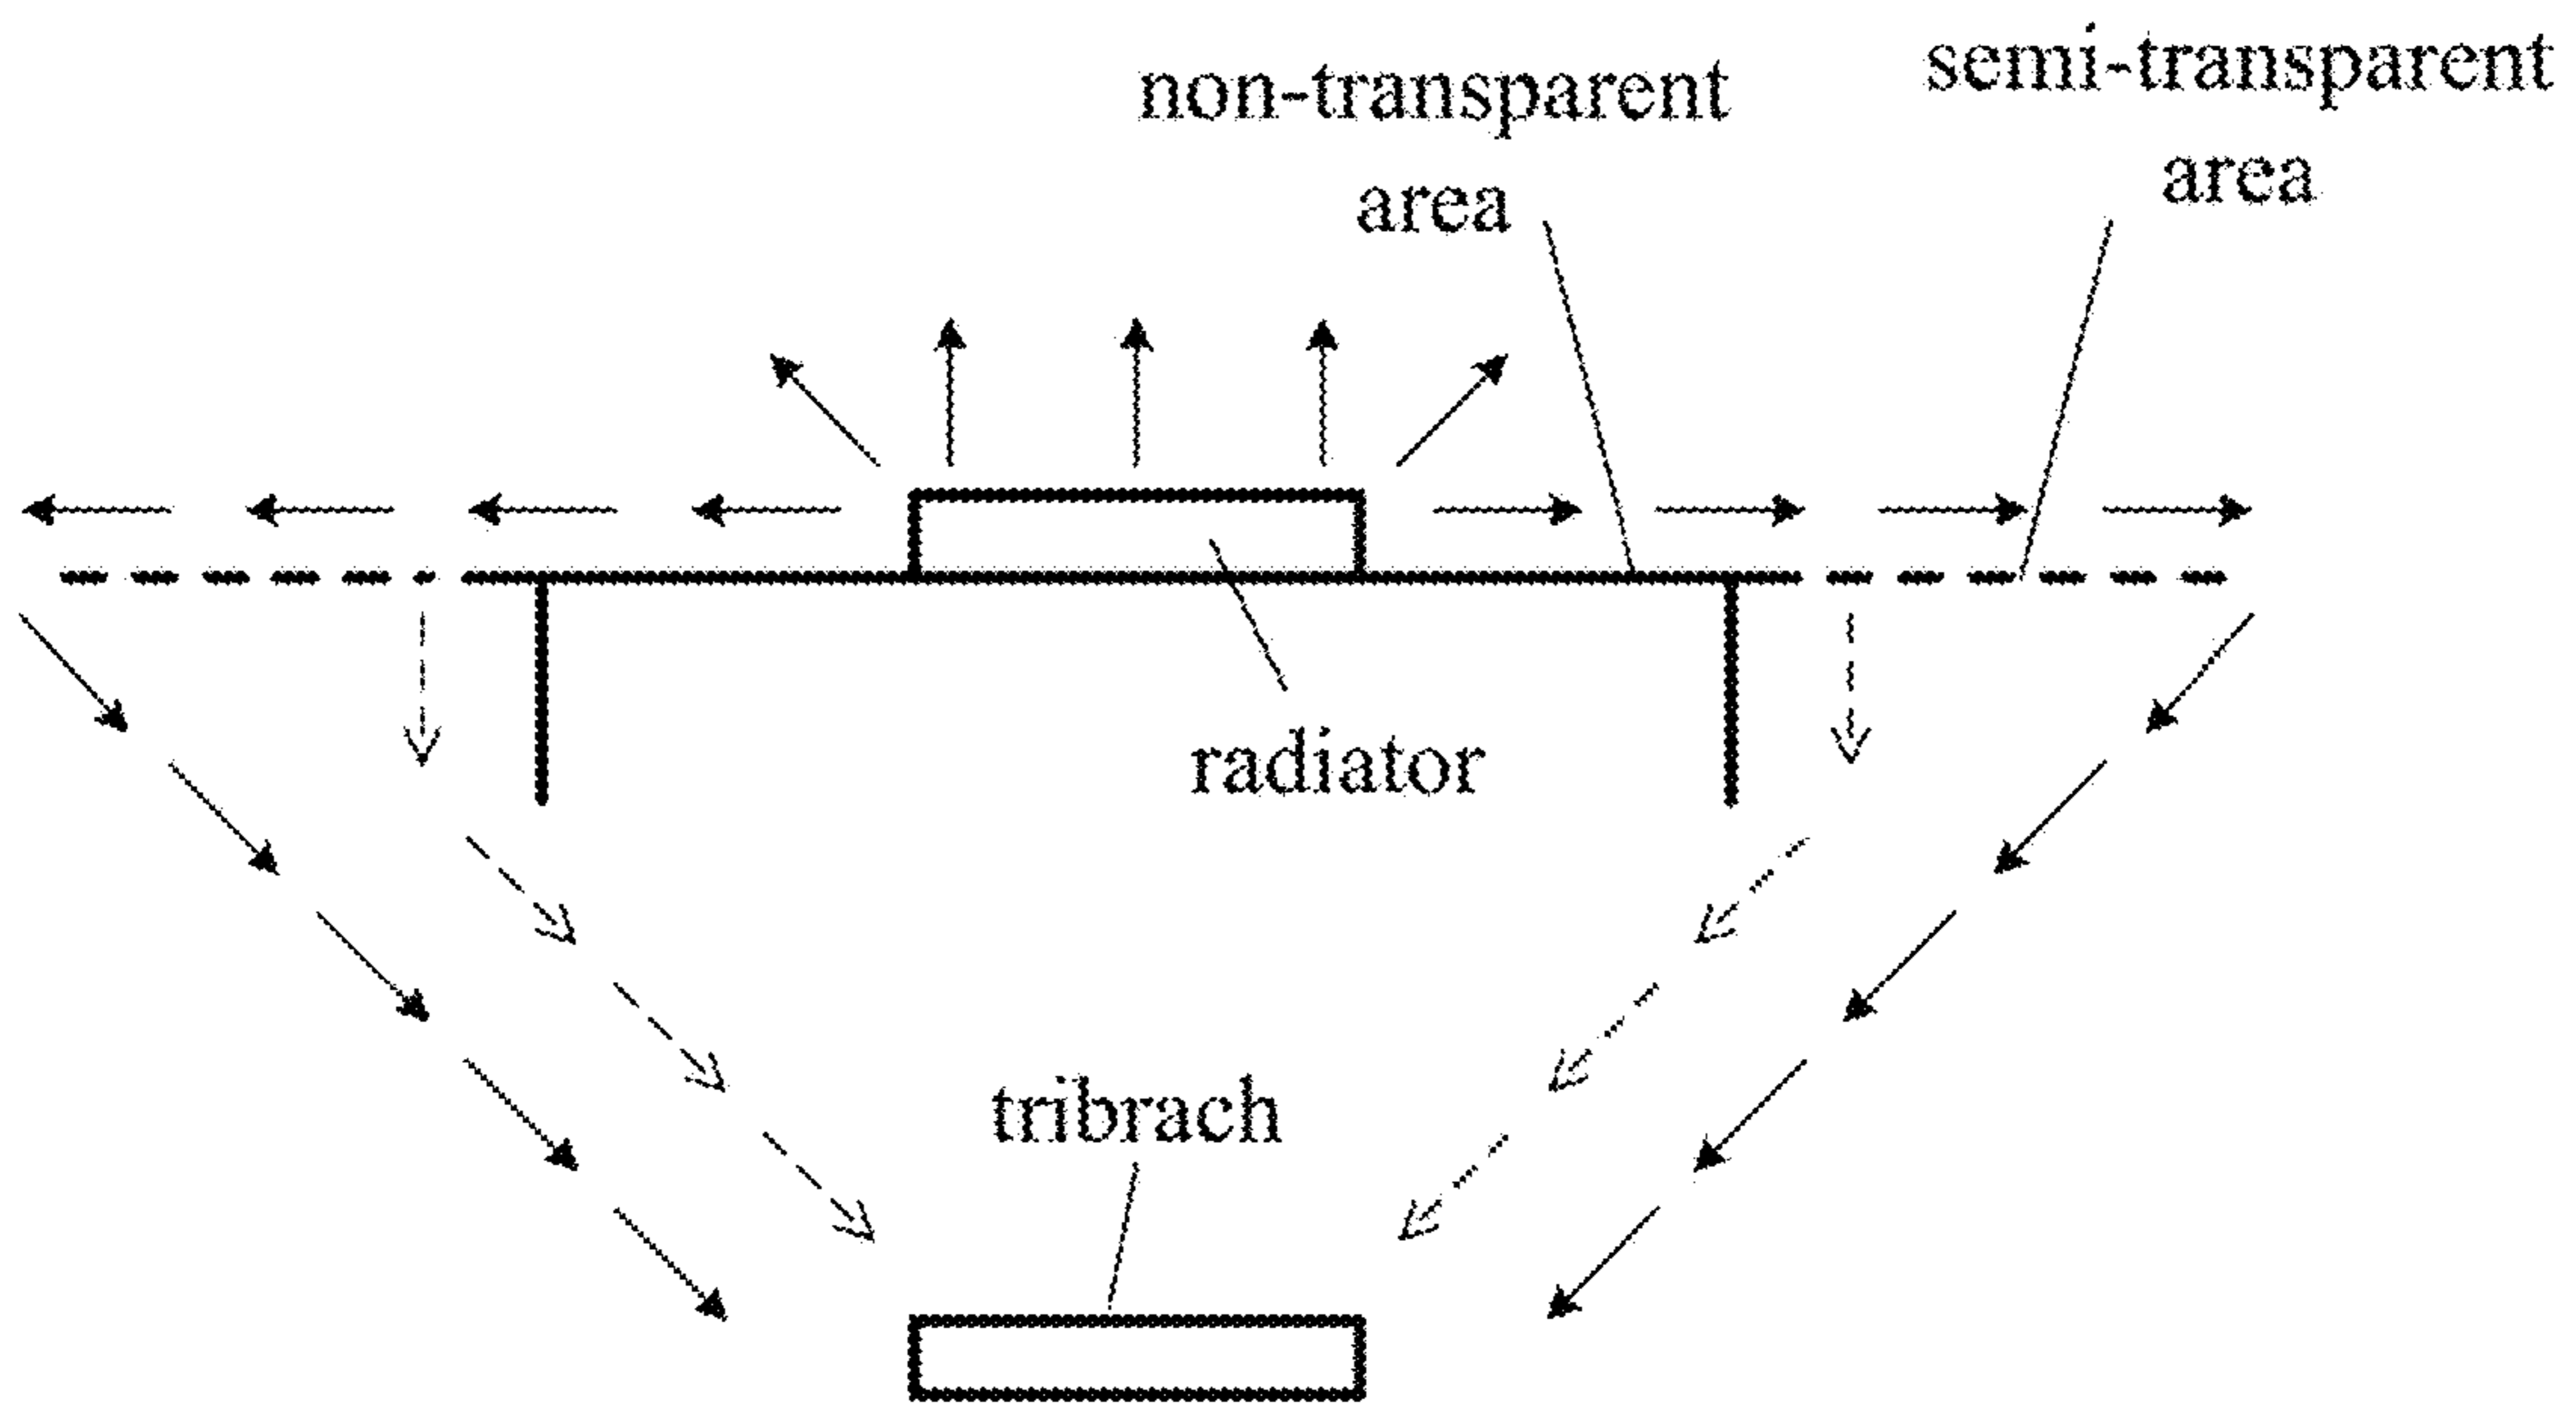 non-transparent
area
semi-transparent
area
radiator
tribrach